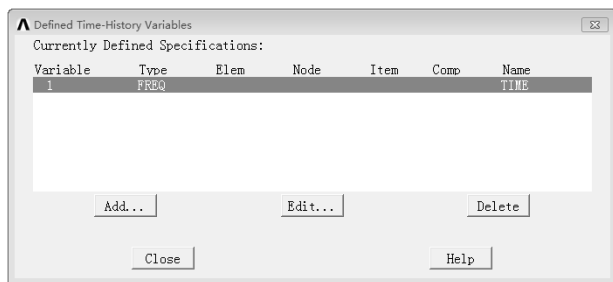 Defined Time-History Variables
Currently Defined Specifications:
Variable Type Elem Node Item Comp Name
1 FREQ TIME
Add... Edit... Delete
Close Help